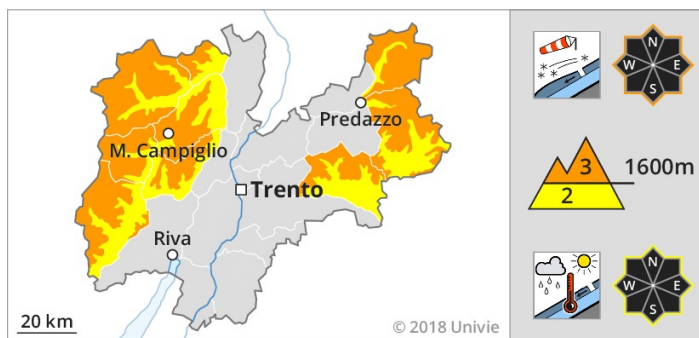 M. Campiglio
Predazzo
Trento
Riva
20 km
© 2018 Univie
N
W E
S
3 1600m
2
N
W E
S